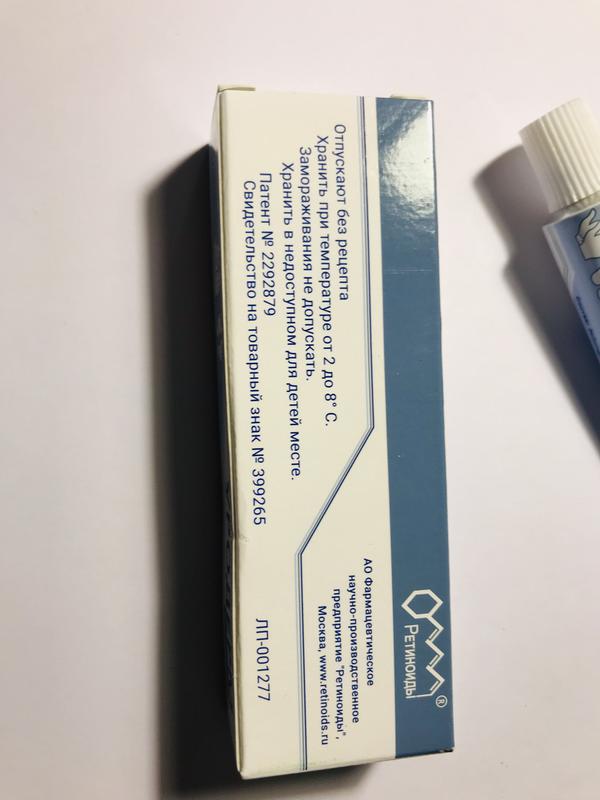 Отпускают без рецепта
Хранить при температуре от 2 до 8° С.
Замораживания не допускать.
Хранить в недоступном для детей месте.
Патент № 2292879
Свидетельство на товарный знак № 399265
ЛП-001277
АО Фармацевтическое
научно-производственное
предприятие "Ретиноиды",
Москва, www.retinoids.ru
Ретиноиды®